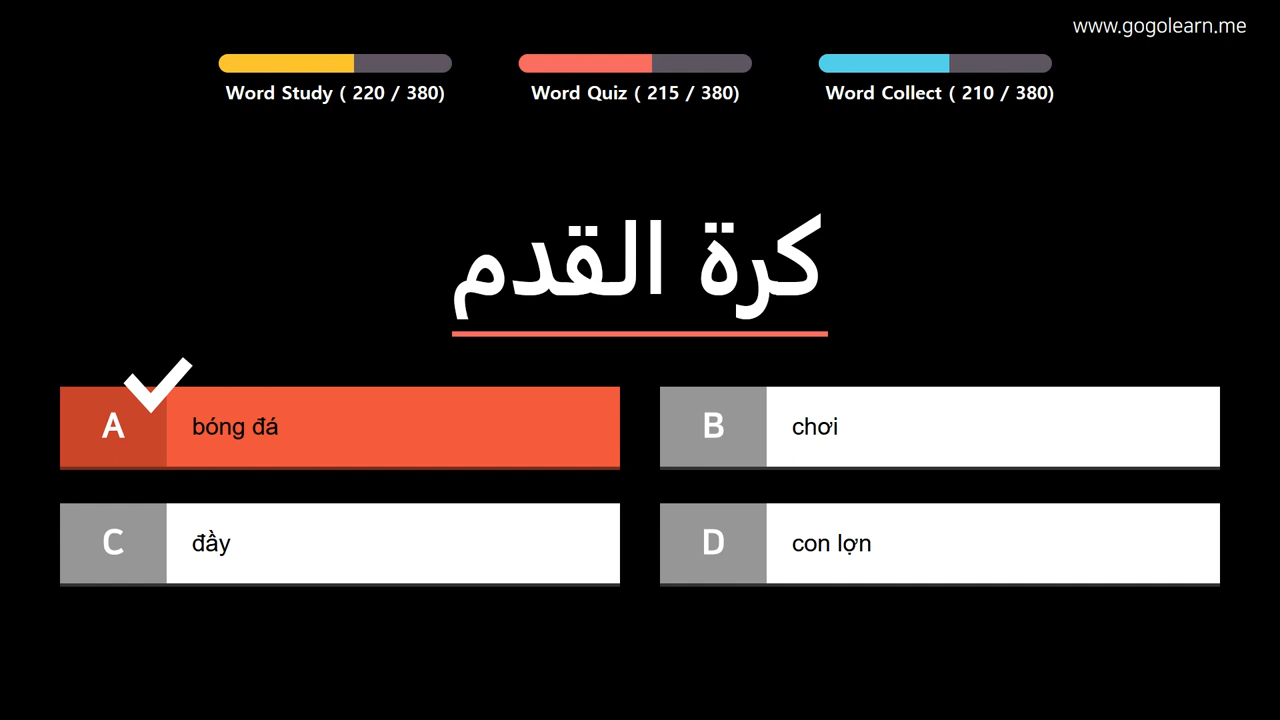 www.gogolearn.me
Word Study ( 220 / 380)
Word Quiz ( 215 / 380)
Word Collect ( 210 / 380)
كرة القدم
A
bóng đá
B
chơi
C
đầy
D
con lợn